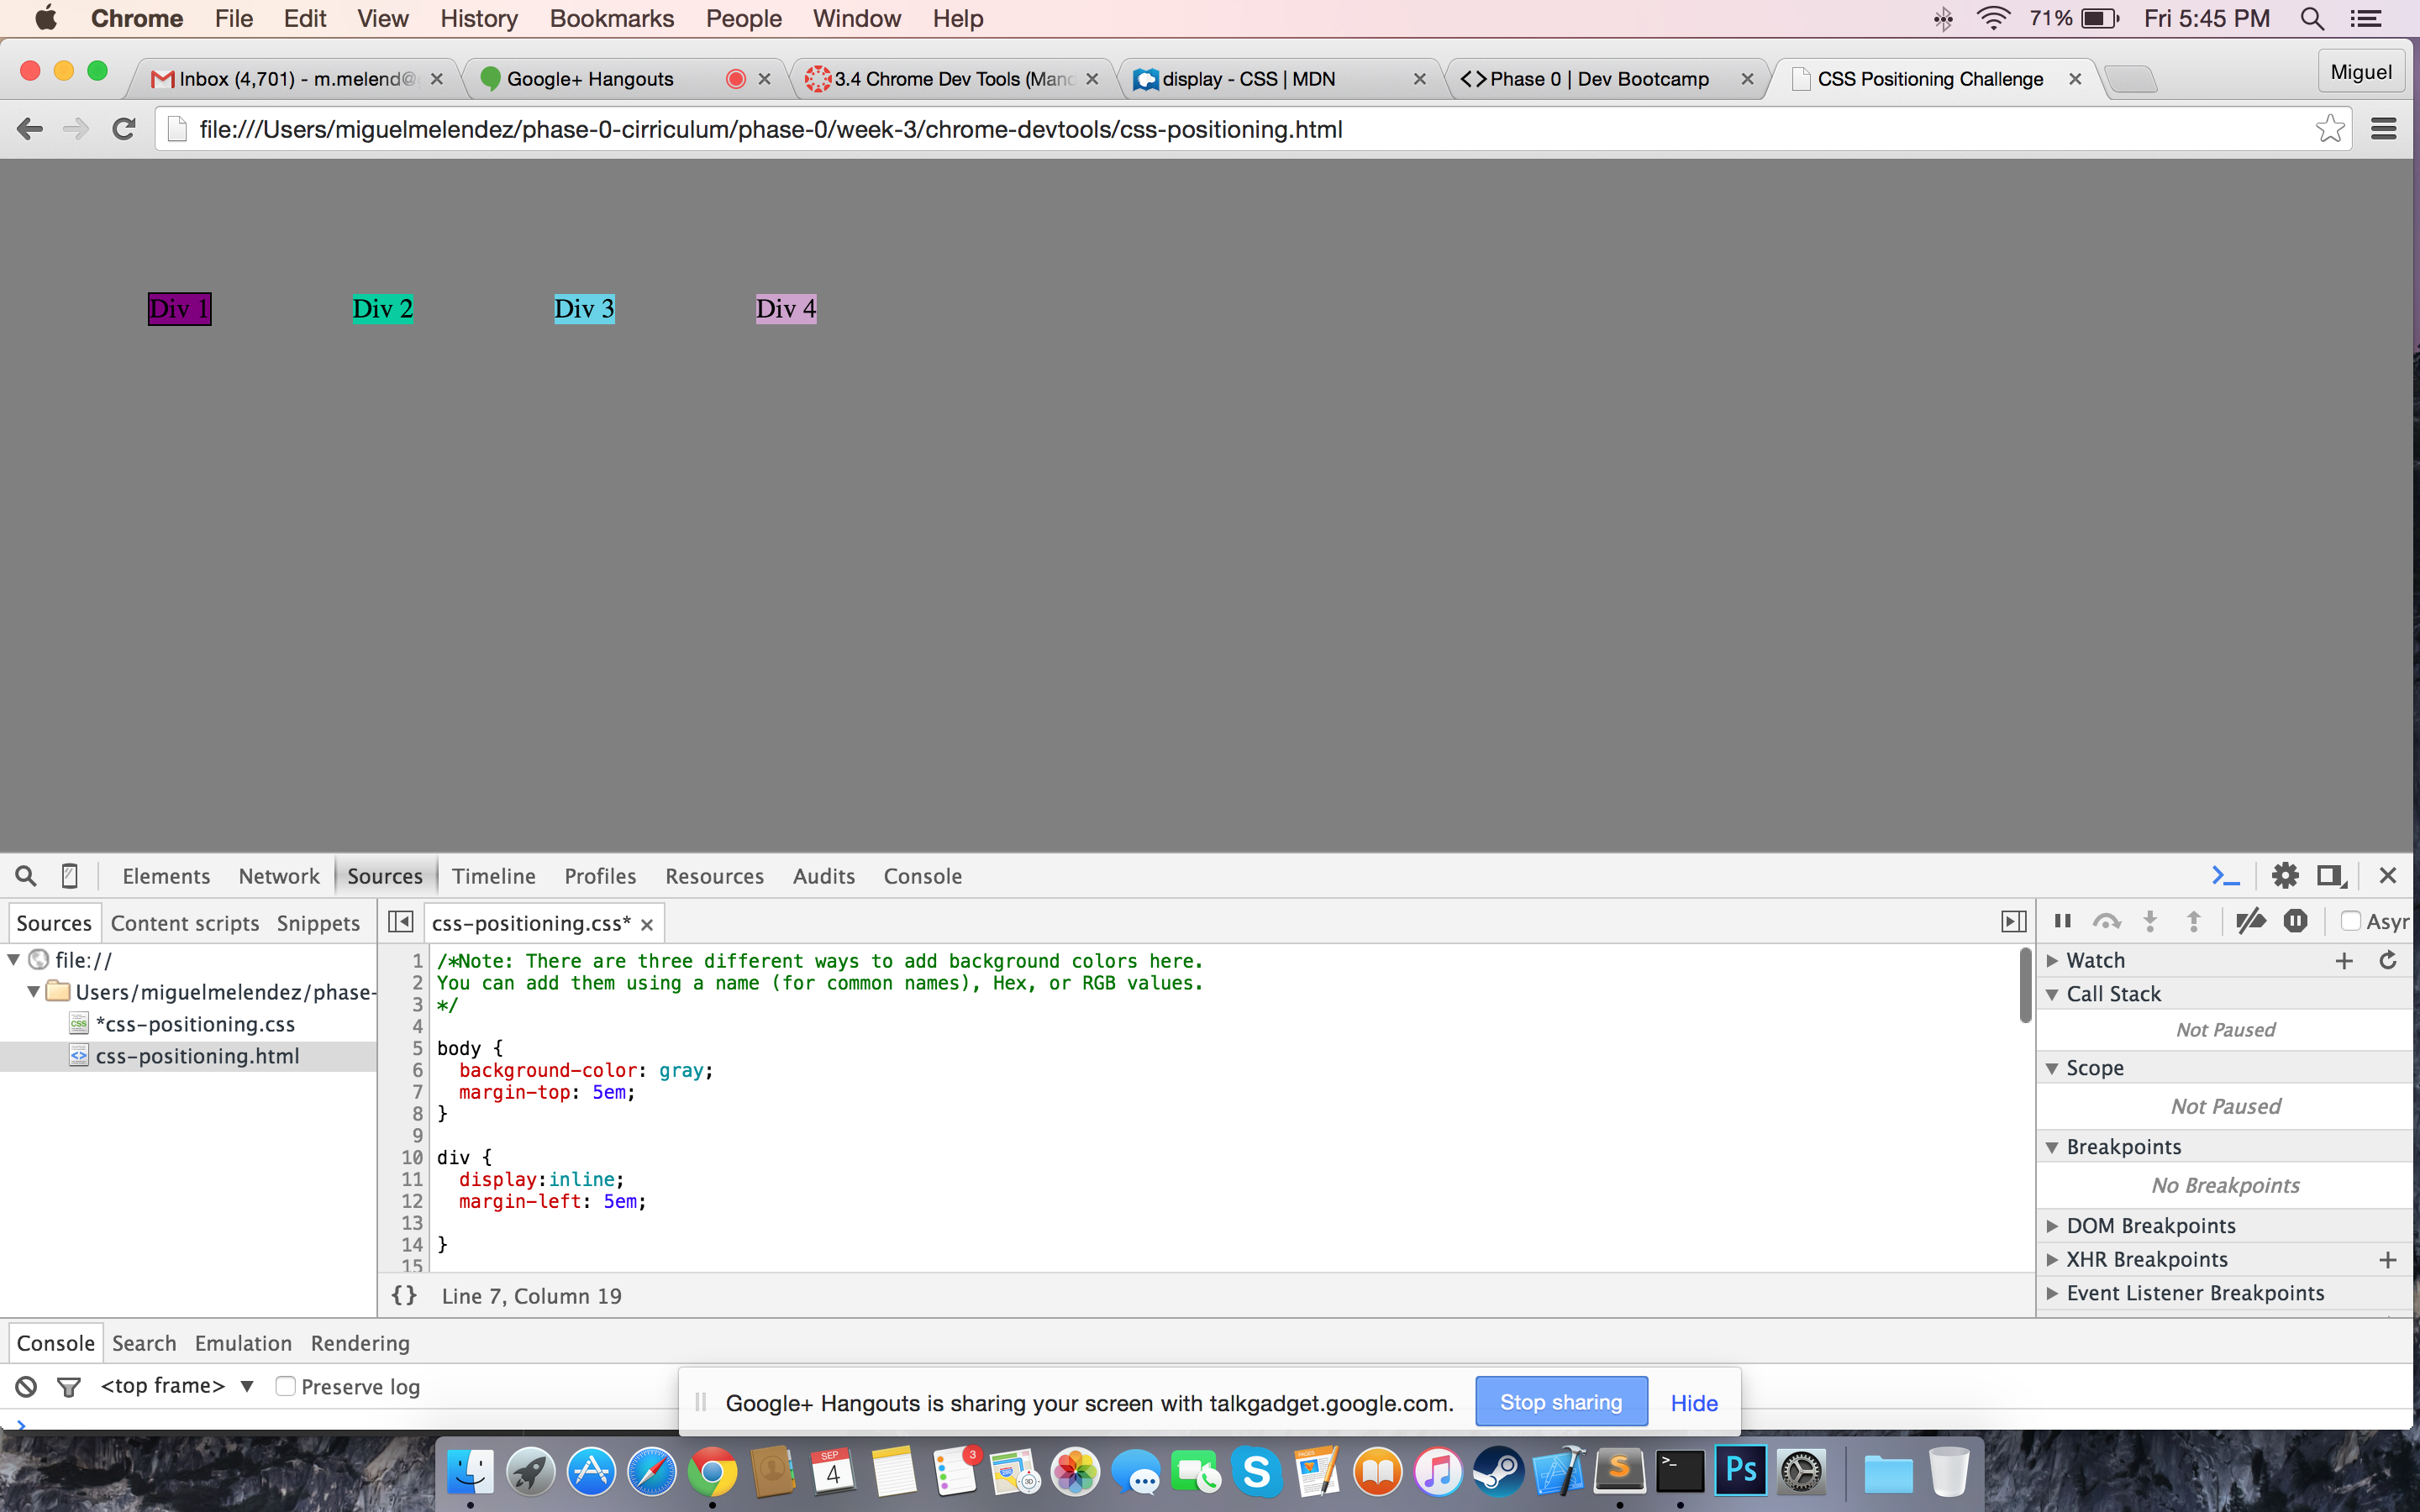 Chrome File Edit View History Bookmarks People Window Help 71% Fri 5:45 PM
Inbox (4,701) - m.melend@ Google+ Hangouts 3.4 Chrome Dev Tools (Mand display - CSS | MDN Phase 0 | Dev Bootcamp CSS Positioning Challenge Miguel
file:///Users/miguelmelendez/phase-0-cirriculum/phase-0/week-3/chrome-devtools/css-positioning.html
Div 1 Div 2 Div 3 Div 4
Elements Network Sources Timeline Profiles Resources Audits Console
Sources Content scripts Snippets css-positioning.css* Asyr
file://
Users/miguelmelendez/phase-
*css-positioning.css
css-positioning.html
1 /*Note: There are three different ways to add background colors here.
2 You can add them using a name (for common names), Hex, or RGB values.
3 */
4
5 body {
6 background-color: gray;
7 margin-top: 5em;
8 }
9
10 div {
11 display:inline;
12 margin-left: 5em;
13
14 }
15
{} Line 7, Column 19
Watch
Call Stack
Not Paused
Scope
Not Paused
Breakpoints
No Breakpoints
DOM Breakpoints
XHR Breakpoints
Event Listener Breakpoints
Console Search Emulation Rendering
<top frame> Preserve log
Google+ Hangouts is sharing your screen with talkgadget.google.com. Stop sharing Hide
SEP
4
3
3D
PAGES
Ps